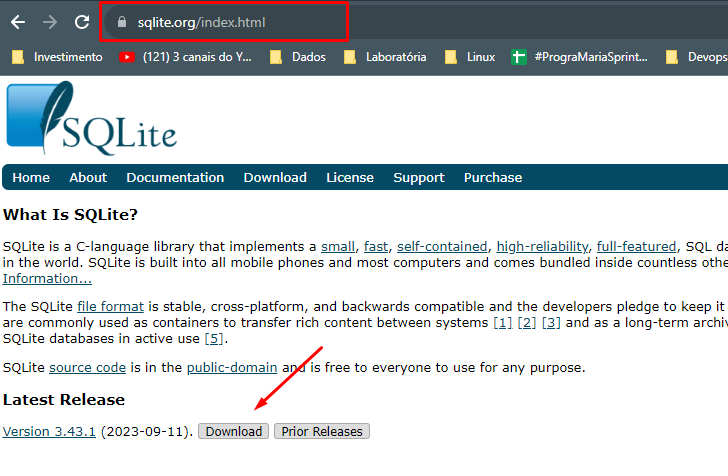 sqlite.org/index.html
Investimento (121) 3 canais do Y... Dados Laboratória Linux #PrograMariaSprint... Devops
SQLite
Home About Documentation Download License Support Purchase
What Is SQLite?
SQLite is a C-language library that implements a small, fast, self-contained, high-reliability, full-featured, SQL da
in the world. SQLite is built into all mobile phones and most computers and comes bundled inside countless othe
Information...
The SQLite file format is stable, cross-platform, and backwards compatible and the developers pledge to keep it
are commonly used as containers to transfer rich content between systems [1] [2] [3] and as a long-term archiv
SQLite databases in active use [5].
SQLite source code is in the public-domain and is free to everyone to use for any purpose.
Latest Release
Version 3.43.1 (2023-09-11). Download Prior Releases